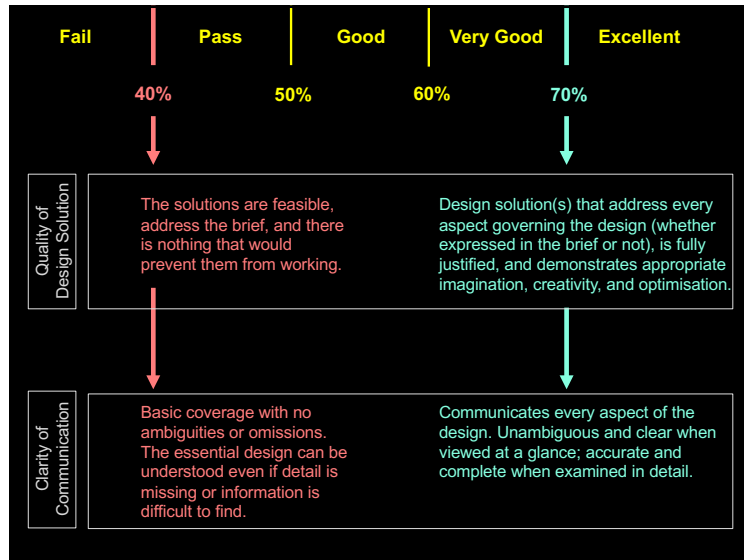 Fail
Pass
Good
Very Good
Excellent
40%
50%
60%
70%
Quality of
Design Solution
The solutions are feasible,
address the brief, and there
is nothing that would
prevent them from working.
Design solution(s) that address every
aspect governing the design (whether
expressed in the brief or not), is fully
justified, and demonstrates appropriate
imagination, creativity, and optimisation.
Clarity of
Communication
Basic coverage with no
ambiguities or omissions.
The essential design can be
understood even if detail is
missing or information is
difficult to find.
Communicates every aspect of the
design. Unambiguous and clear when
viewed at a glance; accurate and
complete when examined in detail.